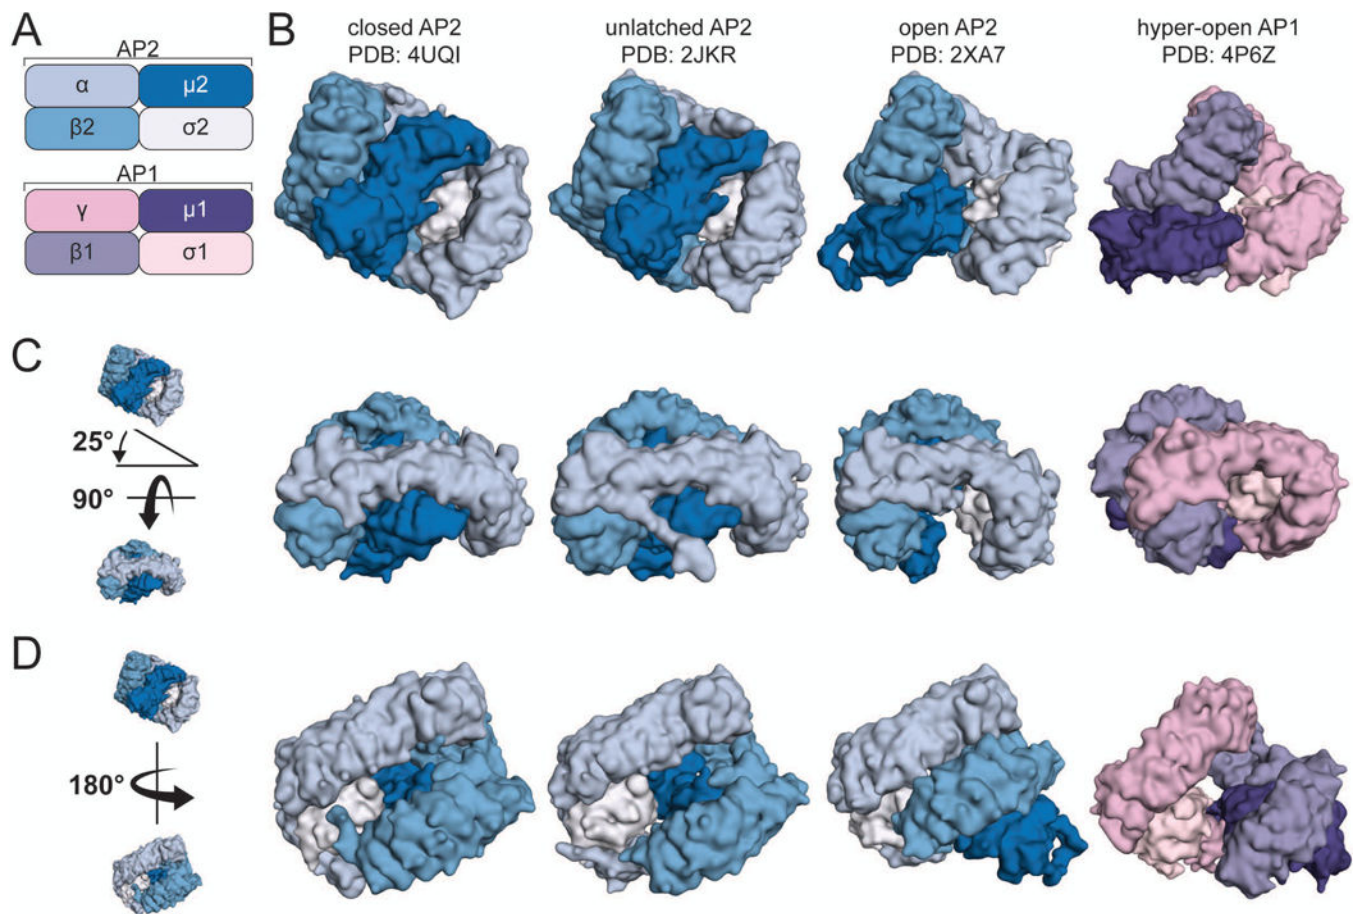 A
AP2
α μ2
β2 σ2
AP1
γ μ1
β1 σ1
B
closed AP2
PDB: 4UQI
unlatched AP2
PDB: 2JKR
open AP2
PDB: 2XA7
hyper-open AP1
PDB: 4P6Z
C
25°
90°
D
180°